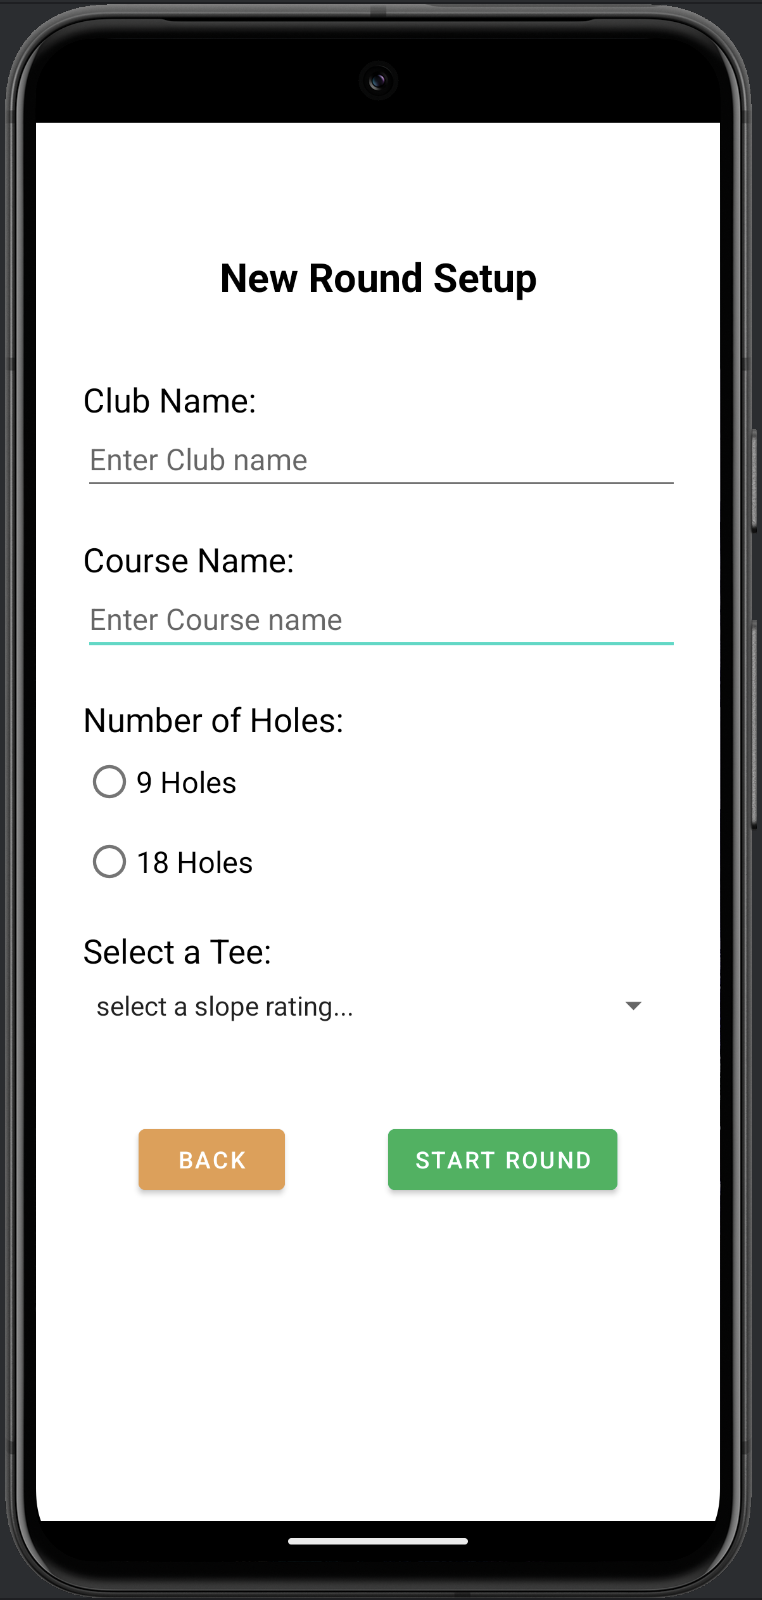 New Round Setup
Club Name:
Enter Club name
Course Name:
Enter Course name
Number of Holes:
9 Holes
18 Holes
Select a Tee:
select a slope rating...
BACK
START ROUND